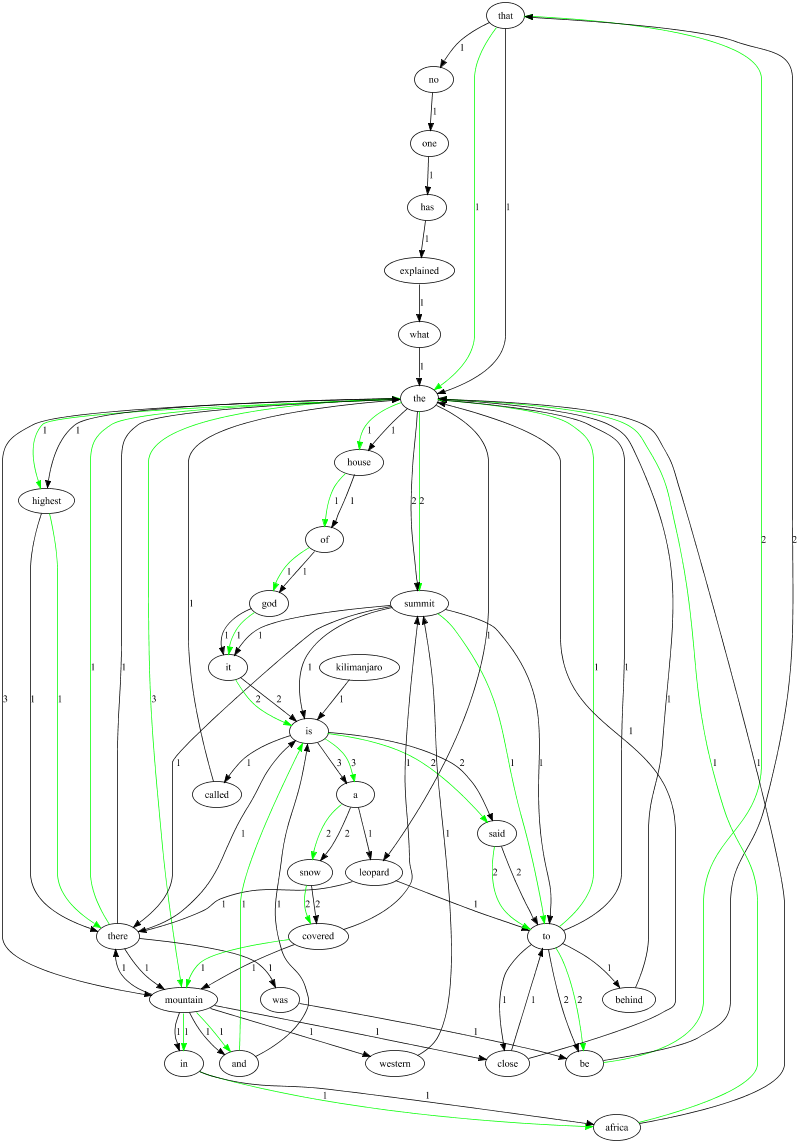 that
1
no
1
one
1 1
has
1
explained
1
what
1
the
1 1 1 1
house
highest
1 1 2 2
of
1 1
god
summit
1 1 1 1
it
kilimanjaro
1 1 1 1 1
3 2 2 1 3 1 1
is
2
2
called
1 3 3 2 2 1 1 1
a
said
1 2 2 1 1
snow
leopard
2 2
1 2 2 1
there
covered
to
1 1 1 1 1 1
mountain
was
behind
1 1 1 1 1 1 1 1 2 2
in
and
western
close
be
1 1
africa